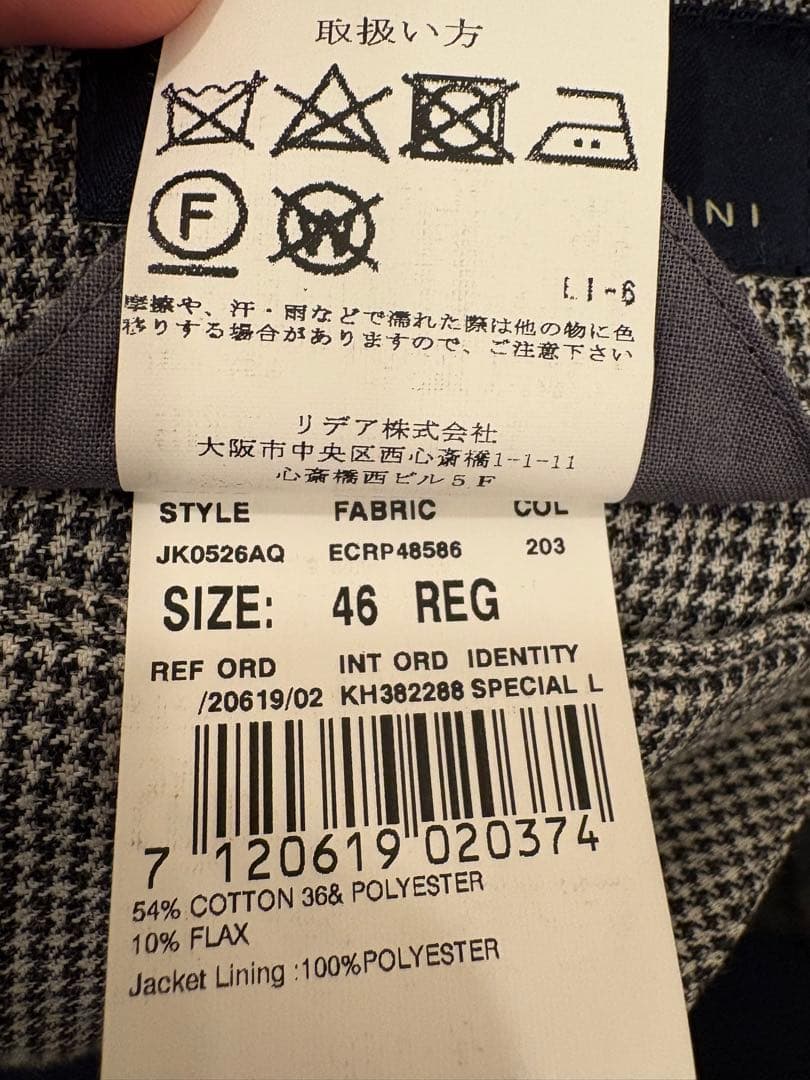 取扱い方
F
W
INI
LI-6
摩擦や、汗・雨などで濡れた際は他の物に色
移りする場合がありますので、ご注意下さい
リデア株式会社
大阪市中央区西心斎橋1-1-11
心斎橋西ビル5F
STYLE FABRIC COL
JK0526AQ ECRP48586 203
SIZE: 46 REG
REF ORD INT ORD IDENTITY
/20619/02 KH382288 SPECIAL L
7 120619 020374
54% COTTON 36& POLYESTER
10% FLAX
Jacket Lining :100%POLYESTER